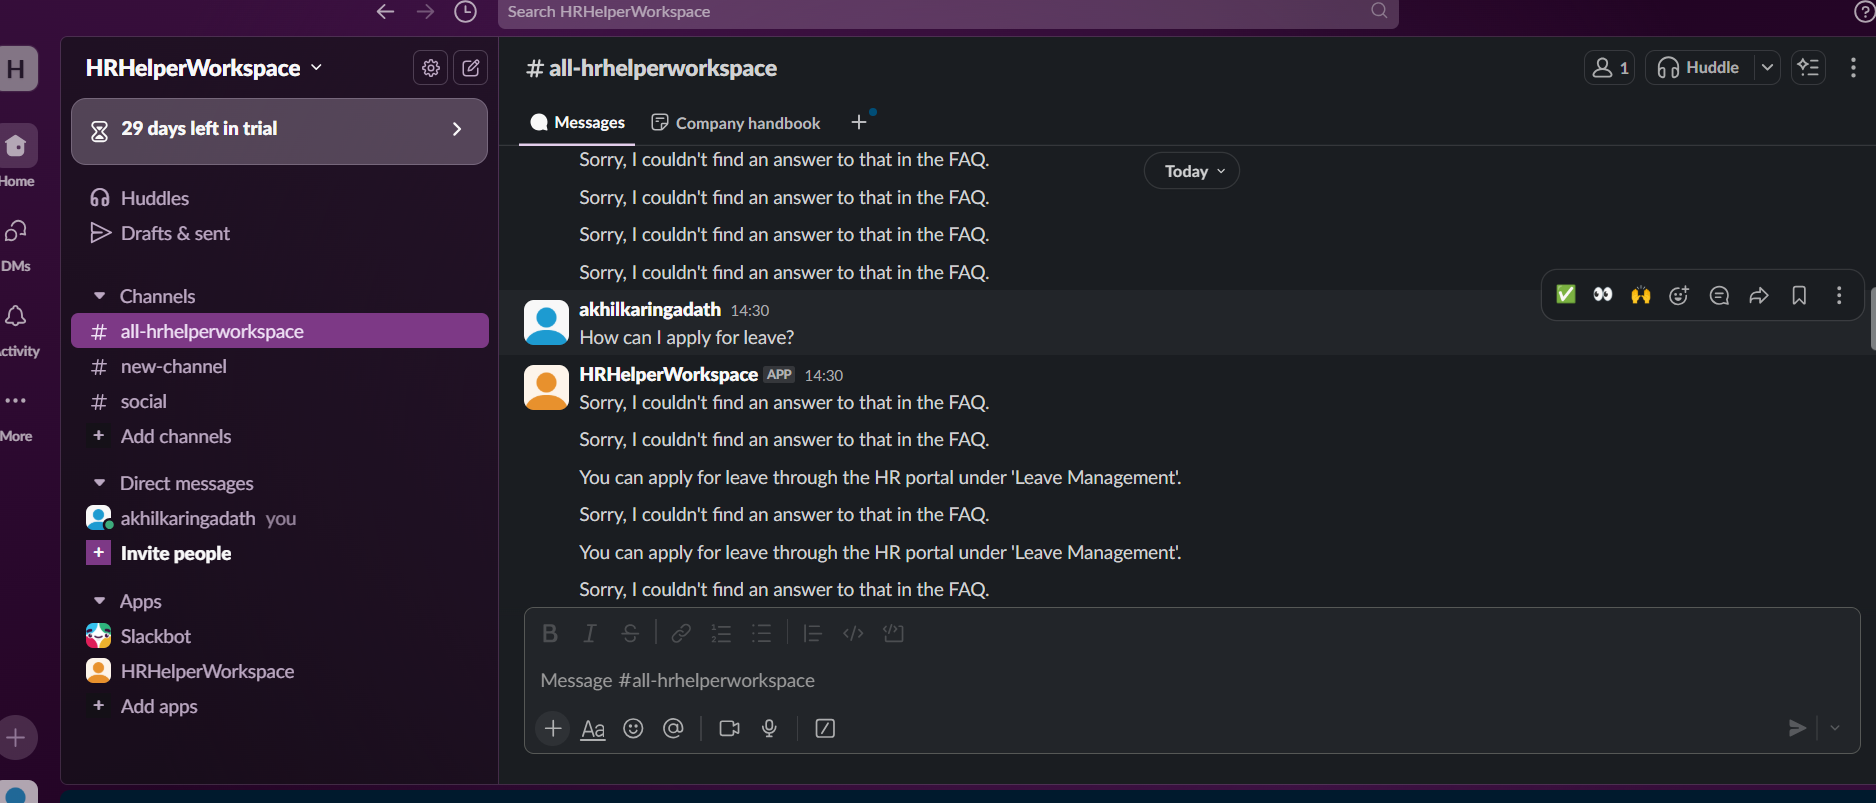 Search HRHelperWorkspace
H
Home
DMs
ctivity
More
HRHelperWorkspace
29 days left in trial
Huddles
Drafts & sent
Channels
# all-hrhelperworkspace
# new-channel
# social
+ Add channels
Direct messages
akhilkaringadath you
+ Invite people
Apps
Slackbot
HRHelperWorkspace
+ Add apps
# all-hrhelperworkspace
1
Huddle
Messages
Company handbook
+
Today
Sorry, I couldn't find an answer to that in the FAQ.
Sorry, I couldn't find an answer to that in the FAQ.
Sorry, I couldn't find an answer to that in the FAQ.
Sorry, I couldn't find an answer to that in the FAQ.
akhilkaringadath 14:30
How can I apply for leave?
HRHelperWorkspace APP 14:30
Sorry, I couldn't find an answer to that in the FAQ.
Sorry, I couldn't find an answer to that in the FAQ.
You can apply for leave through the HR portal under 'Leave Management'.
Sorry, I couldn't find an answer to that in the FAQ.
You can apply for leave through the HR portal under 'Leave Management'.
Sorry, I couldn't find an answer to that in the FAQ.
B I S
Message #all-hrhelperworkspace
+ Aa @